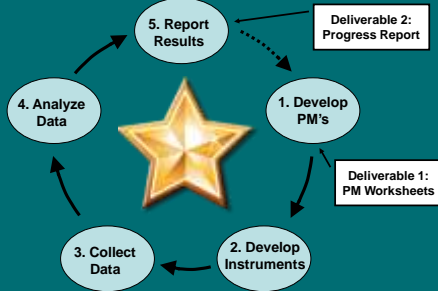 5. Report
Results
Deliverable 2:
Progress Report
1. Develop
PM's
Deliverable 1:
PM Worksheets
2. Develop
Instruments
3. Collect
Data
4. Analyze
Data